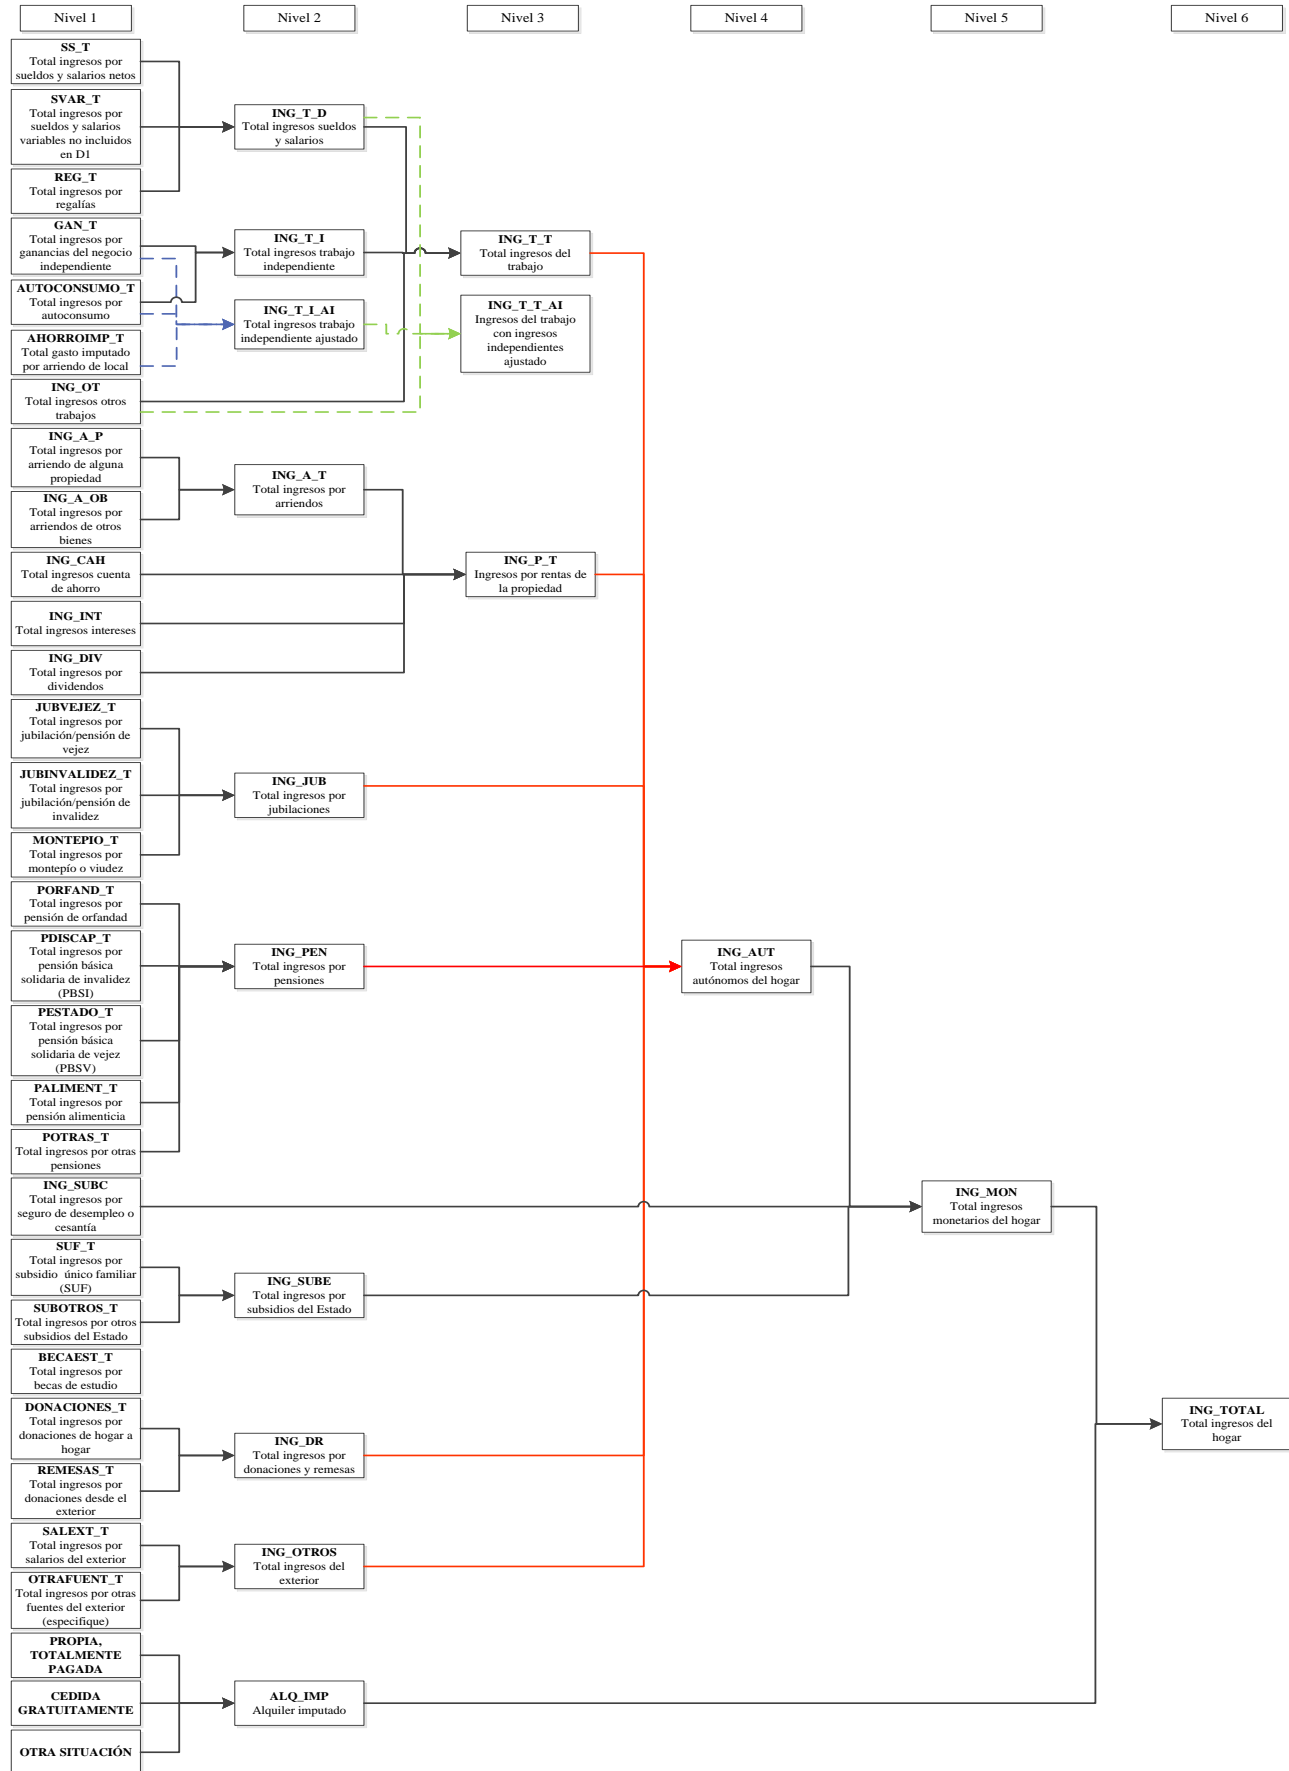 Nivel 1
Nivel 2
Nivel 3
Nivel 4
Nivel 5
Nivel 6
SS_T
Total ingresos por
sueldos y salarios netos
SVAR_T
Total ingresos por
sueldos y salarios
variables no incluidos
en D1
REG_T
Total ingresos por
regalías
GAN_T
Total ingresos por
ganancias del negocio
independiente
AUTOCONSUMO_T
Total ingresos por
autoconsumo
AHORROIMP_T
Total gasto imputado
por arriendo de local
ING_OT
Total ingresos otros
trabajos
ING_A_P
Total ingresos por
arriendo de alguna
propiedad
ING_A_OB
Total ingresos por
arriendos de otros
bienes
ING_CAH
Total ingresos cuenta
de ahorro
ING_INT
Total ingresos intereses
ING_DIV
Total ingresos por
dividendos
JUBVEJEZ_T
Total ingresos por
jubilación/pensión de
vejez
JUBINVALIDEZ_T
Total ingresos por
jubilación/pensión de
invalidez
MONTEPIO_T
Total ingresos por
montepío o viudez
PORFAND_T
Total ingresos por
pensión de orfandad
PDISCAP_T
Total ingresos por
pensión básica
solidaria de invalidez
(PBSI)
PESTADO_T
Total ingresos por
pensión básica
solidaria de vejez
(PBSV)
PALIMENT_T
Total ingresos por
pensión alimenticia
POTRAS_T
Total ingresos por otras
pensiones
ING_SUBC
Total ingresos por
seguro de desempleo o
cesantía
SUF_T
Total ingresos por
subsidio único familiar
(SUF)
SUBOTROS_T
Total ingresos por otros
subsidios del Estado
BECAEST_T
Total ingresos por
becas de estudio
DONACIONES_T
Total ingresos por
donaciones de hogar a
hogar
REMESAS_T
Total ingresos por
donaciones desde el
exterior
SALEXT_T
Total ingresos por
salarios del exterior
OTRAFUENT_T
Total ingresos por otras
fuentes del exterior
(especifique)
PROPIA,
TOTALMENTE
PAGADA
CEDIDA
GRATUITAMENTE
OTRA SITUACIÓN
ING_T_D
Total ingresos sueldos
y salarios
ING_T_I
Total ingresos trabajo
independiente
ING_T_I_AI
Total ingresos trabajo
independiente ajustado
ING_A_T
Total ingresos por
arriendos
ING_JUB
Total ingresos por
jubilaciones
ING_PEN
Total ingresos por
pensiones
ING_SUBE
Total ingresos por
subsidios del Estado
ING_DR
Total ingresos por
donaciones y remesas
ING_OTROS
Total ingresos del
exterior
ALQ_IMP
Alquiler imputado
ING_T_T
Total ingresos del
trabajo
ING_T_T_AI
Ingresos del trabajo
con ingresos
independientes
ajustado
ING_P_T
Ingresos por rentas de
la propiedad
ING_AUT
Total ingresos
autónomos del hogar
ING_MON
Total ingresos
monetarios del hogar
ING_TOTAL
Total ingresos del
hogar